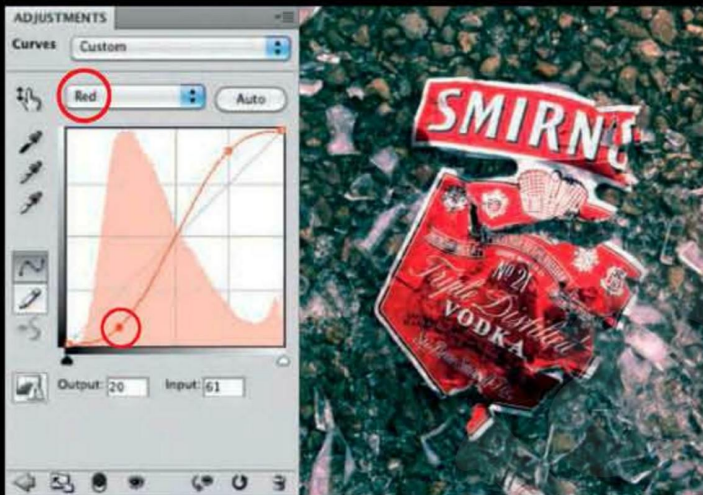 ADJUSTMENTS
Curves Custom
Red Auto
Output: 20 Input: 61
SMIRN
No 21
Triple Distilled
VODKA